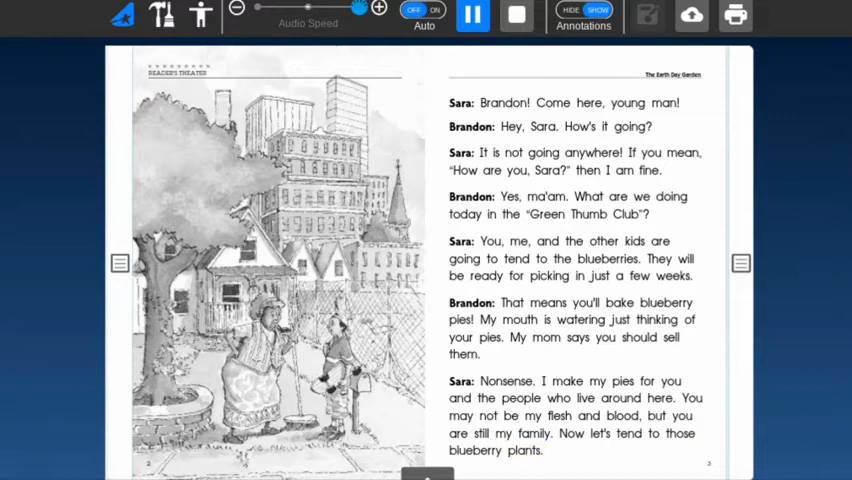 Audio Speed
OFF ON
Auto
HIDE SHOW
Annotations
READER'S THEATER
2
The Earth Day Garden
Sara: Brandon! Come here, young man!
Brandon: Hey, Sara. How's it going?
Sara: It is not going anywhere! If you mean,
“How are you, Sara?” then I am fine.
Brandon: Yes, ma'am. What are we doing
today in the “Green Thumb Club”?
Sara: You, me, and the other kids are
going to tend to the blueberries. They will
be ready for picking in just a few weeks.
Brandon: That means you'll bake blueberry
pies! My mouth is watering just thinking of
your pies. My mom says you should sell
them.
Sara: Nonsense. I make my pies for you
and the people who live around here. You
may not be my flesh and blood, but you
are still my family. Now let's tend to those
blueberry plants.
3